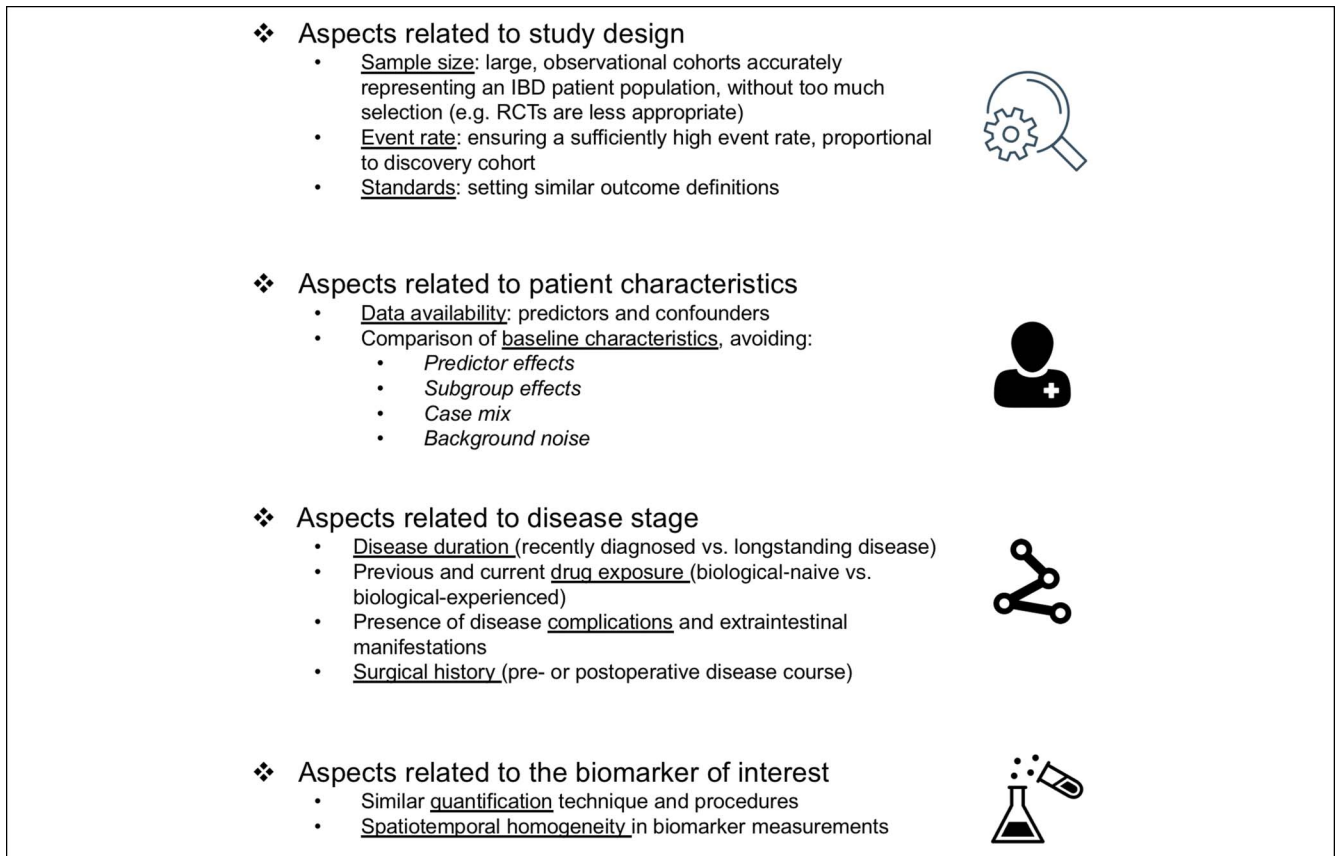 ❖ Aspects related to study design
• Sample size: large, observational cohorts accurately
representing an IBD patient population, without too much
selection (e.g. RCTs are less appropriate)
• Event rate: ensuring a sufficiently high event rate, proportional
to discovery cohort
• Standards: setting similar outcome definitions
❖ Aspects related to patient characteristics
• Data availability: predictors and confounders
• Comparison of baseline characteristics, avoiding:
• Predictor effects
• Subgroup effects
• Case mix
• Background noise
❖ Aspects related to disease stage
• Disease duration (recently diagnosed vs. longstanding disease)
• Previous and current drug exposure (biological-naive vs.
biological-experienced)
• Presence of disease complications and extraintestinal
manifestations
• Surgical history (pre- or postoperative disease course)
❖ Aspects related to the biomarker of interest
• Similar quantification technique and procedures
• Spatiotemporal homogeneity in biomarker measurements